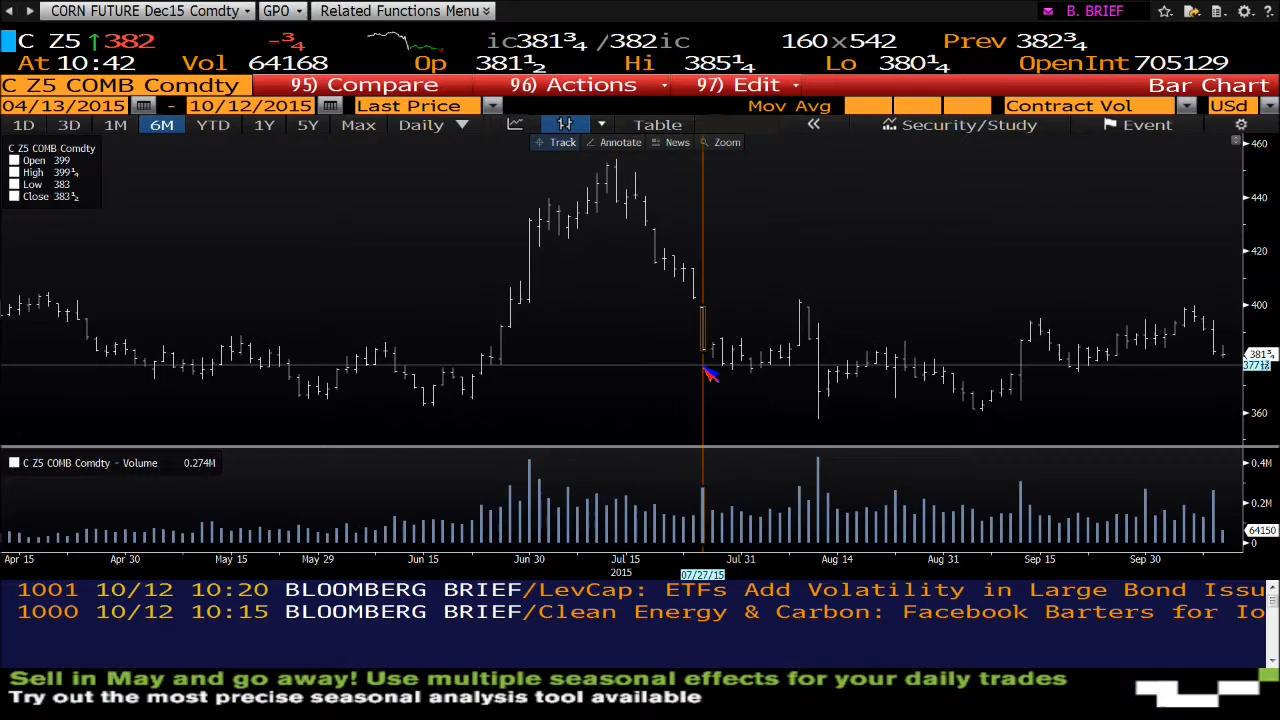 CORN FUTURE Dec15 Comdty GPO Related Functions Menu B. BRIEF
C Z5 ↑382 -3/4 ic381 3/4 /382ic 160x542 Prev 382 3/4
At 10:42 Vol 64168 Op 381 1/2 Hi 385 1/4 Lo 380 1/4 OpenInt 705129
C Z5 COMB Comdty 95) Compare 96) Actions 97) Edit Bar Chart
04/13/2015 - 10/12/2015 Last Price Mov Avg Contract Vol USd
1D 3D 1M 6M YTD 1Y 5Y Max Daily Table « Security/Study Event
Track Annotate News Zoom
C Z5 COMB Comdty
Open 399
High 399 1/4
Low 383
Close 383 1/2
460
440
420
400
381 3/4
360
C Z5 COMB Comdty - Volume 0.274M
0.4M
0.2M
64150
0
Apr 15 Apr 30 May 15 May 29 Jun 15 Jun 30 Jul 15 Jul 31 Aug 14 Aug 31 Sep 15 Sep 30
2015 07/27/15
1001 10/12 10:20 BLOOMBERG BRIEF/LevCap: ETFs Add Volatility in Large Bond Issu
1000 10/12 10:15 BLOOMBERG BRIEF/Clean Energy & Carbon: Facebook Barters for Io
Sell in May and go away! Use multiple seasonal effects for your daily trades
Try out the most precise seasonal analysis tool available